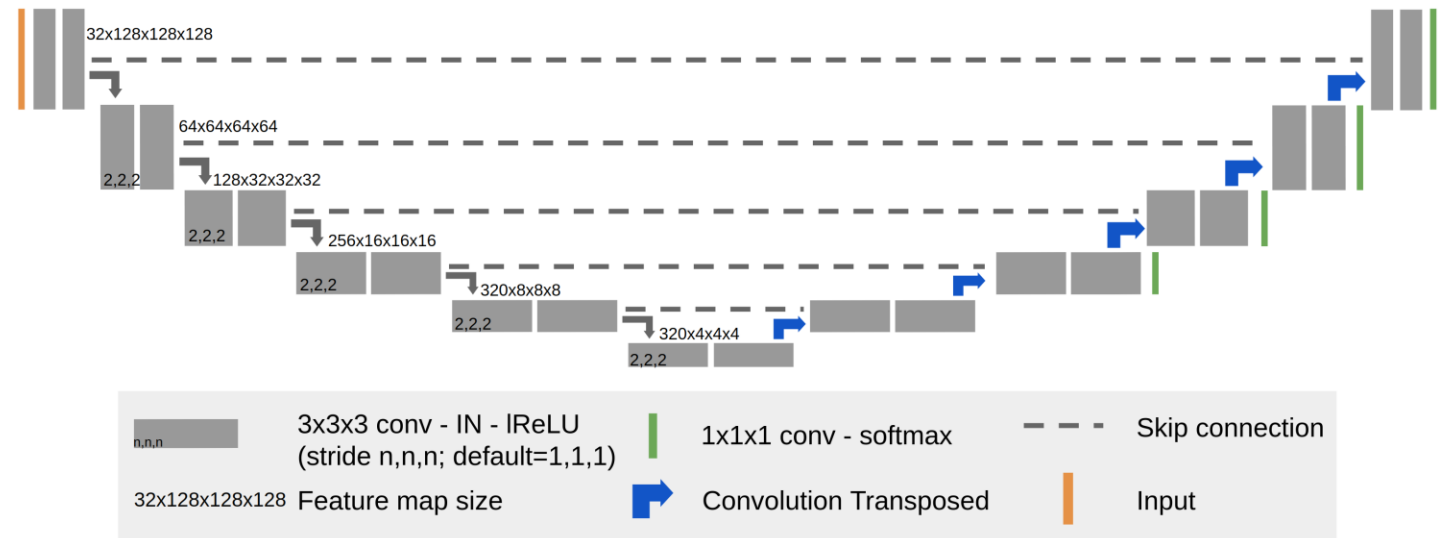 32x128x128x128
64x64x64x64
2,2,2
128x32x32x32
2,2,2
256x16x16x16
2,2,2
320x8x8x8
2,2,2
320x4x4x4
2,2,2
n,n,n
3x3x3 conv - IN - lReLU
(stride n,n,n; default=1,1,1)
1x1x1 conv - softmax
Skip connection
32x128x128x128
Feature map size
Convolution Transposed
Input